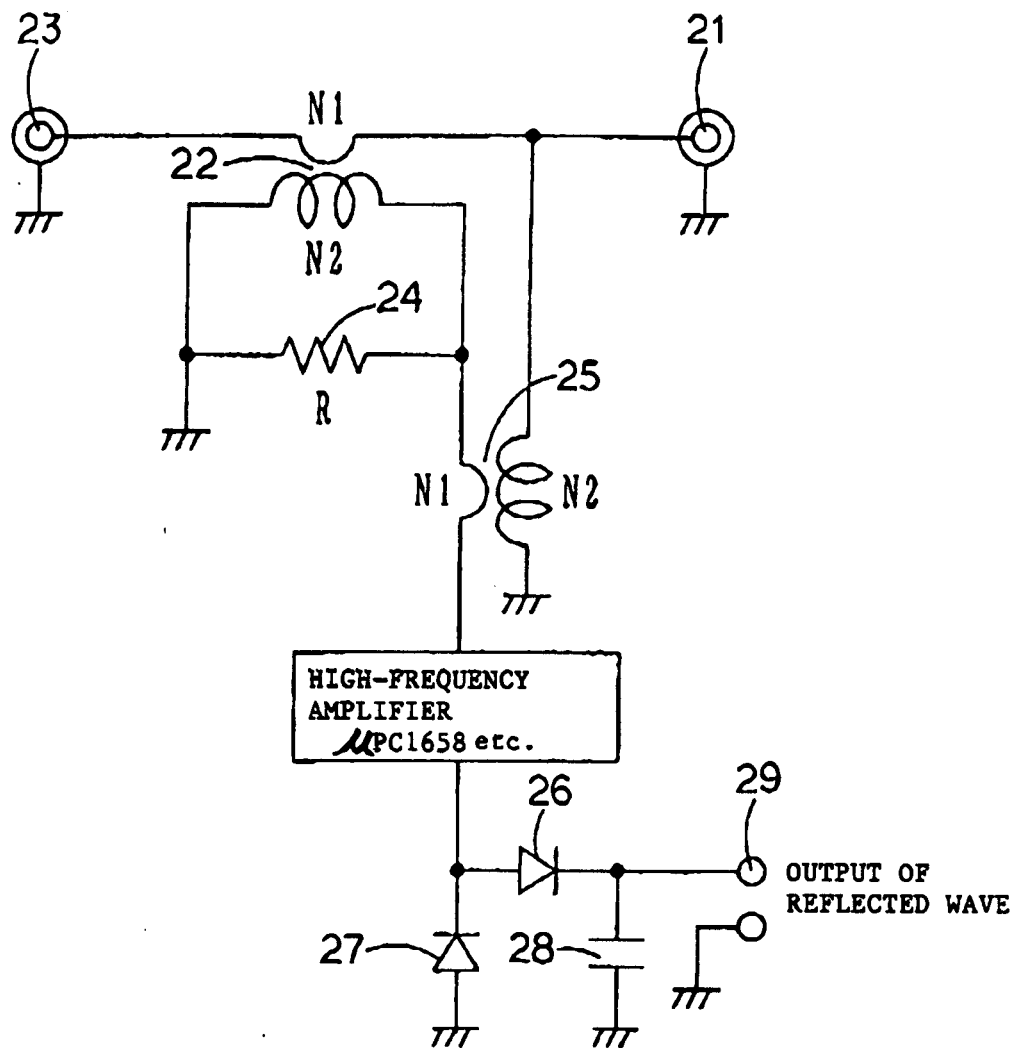 23
21
N1
22
N2
24
R
25
N1
N2
HIGH-FREQUENCY
AMPLIFIER
μPC1658 etc.
26
29
OUTPUT OF
REFLECTED WAVE
27
28